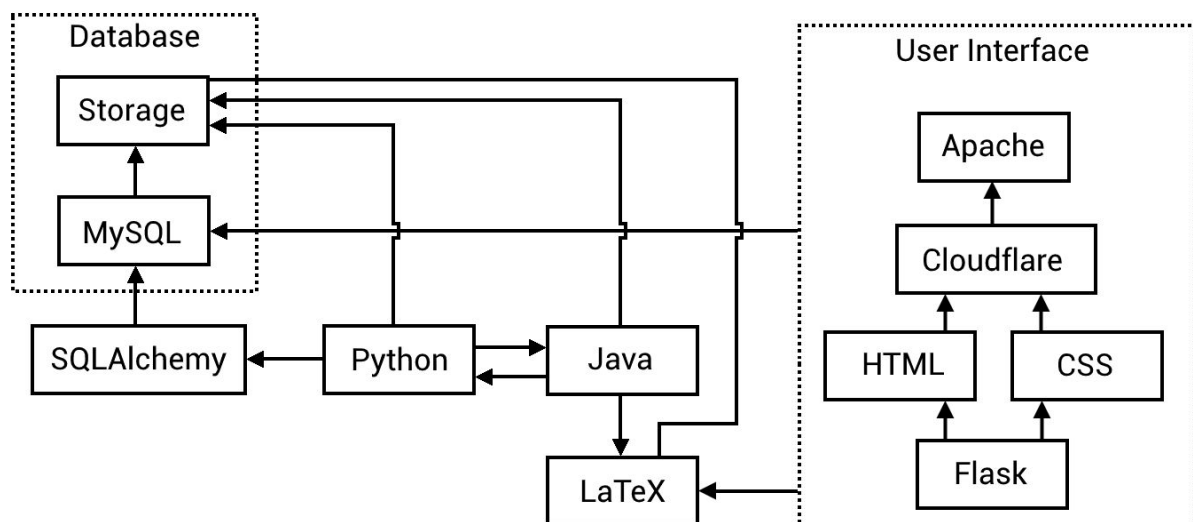 Database
Storage
MySQL
SQLAlchemy
Python
Java
LaTeX
User Interface
Apache
Cloudflare
HTML
CSS
Flask